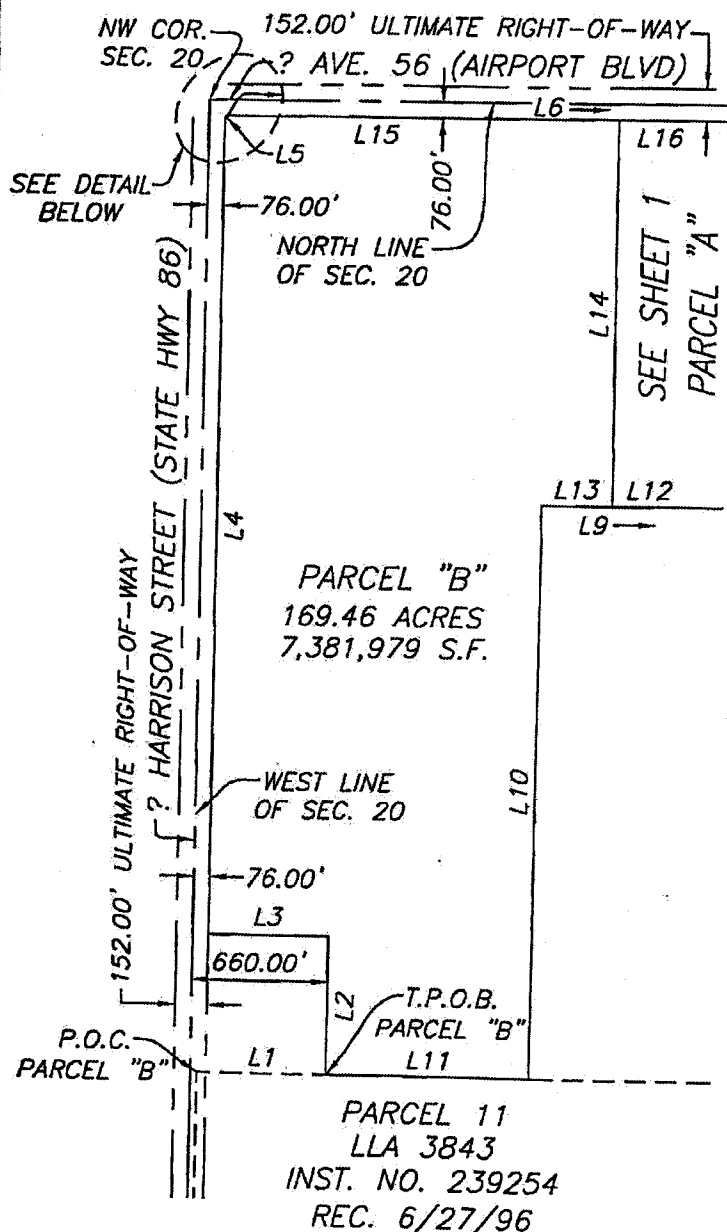 NW COR.
SEC. 20
152.00' ULTIMATE RIGHT-OF-WAY
? AVE. 56 (AIRPORT BLVD)
L6
L15
L16
L5
SEE DETAIL
BELOW
76.00'
76.00'
NORTH LINE
OF SEC. 20
SEE SHEET 1
PARCEL "A"
L14
? HARRISON STREET (STATE HWY 86)
L4
L13
L12
L9
PARCEL "B"
169.46 ACRES
7,381,979 S.F.
152.00' ULTIMATE RIGHT-OF-WAY
WEST LINE
OF SEC. 20
L10
76.00'
L3
660.00'
L2
T.P.O.B.
PARCEL "B"
P.O.C.
PARCEL "B"
L1
L11
PARCEL 11
LLA 3843
INST. NO. 239254
REC. 6/27/96